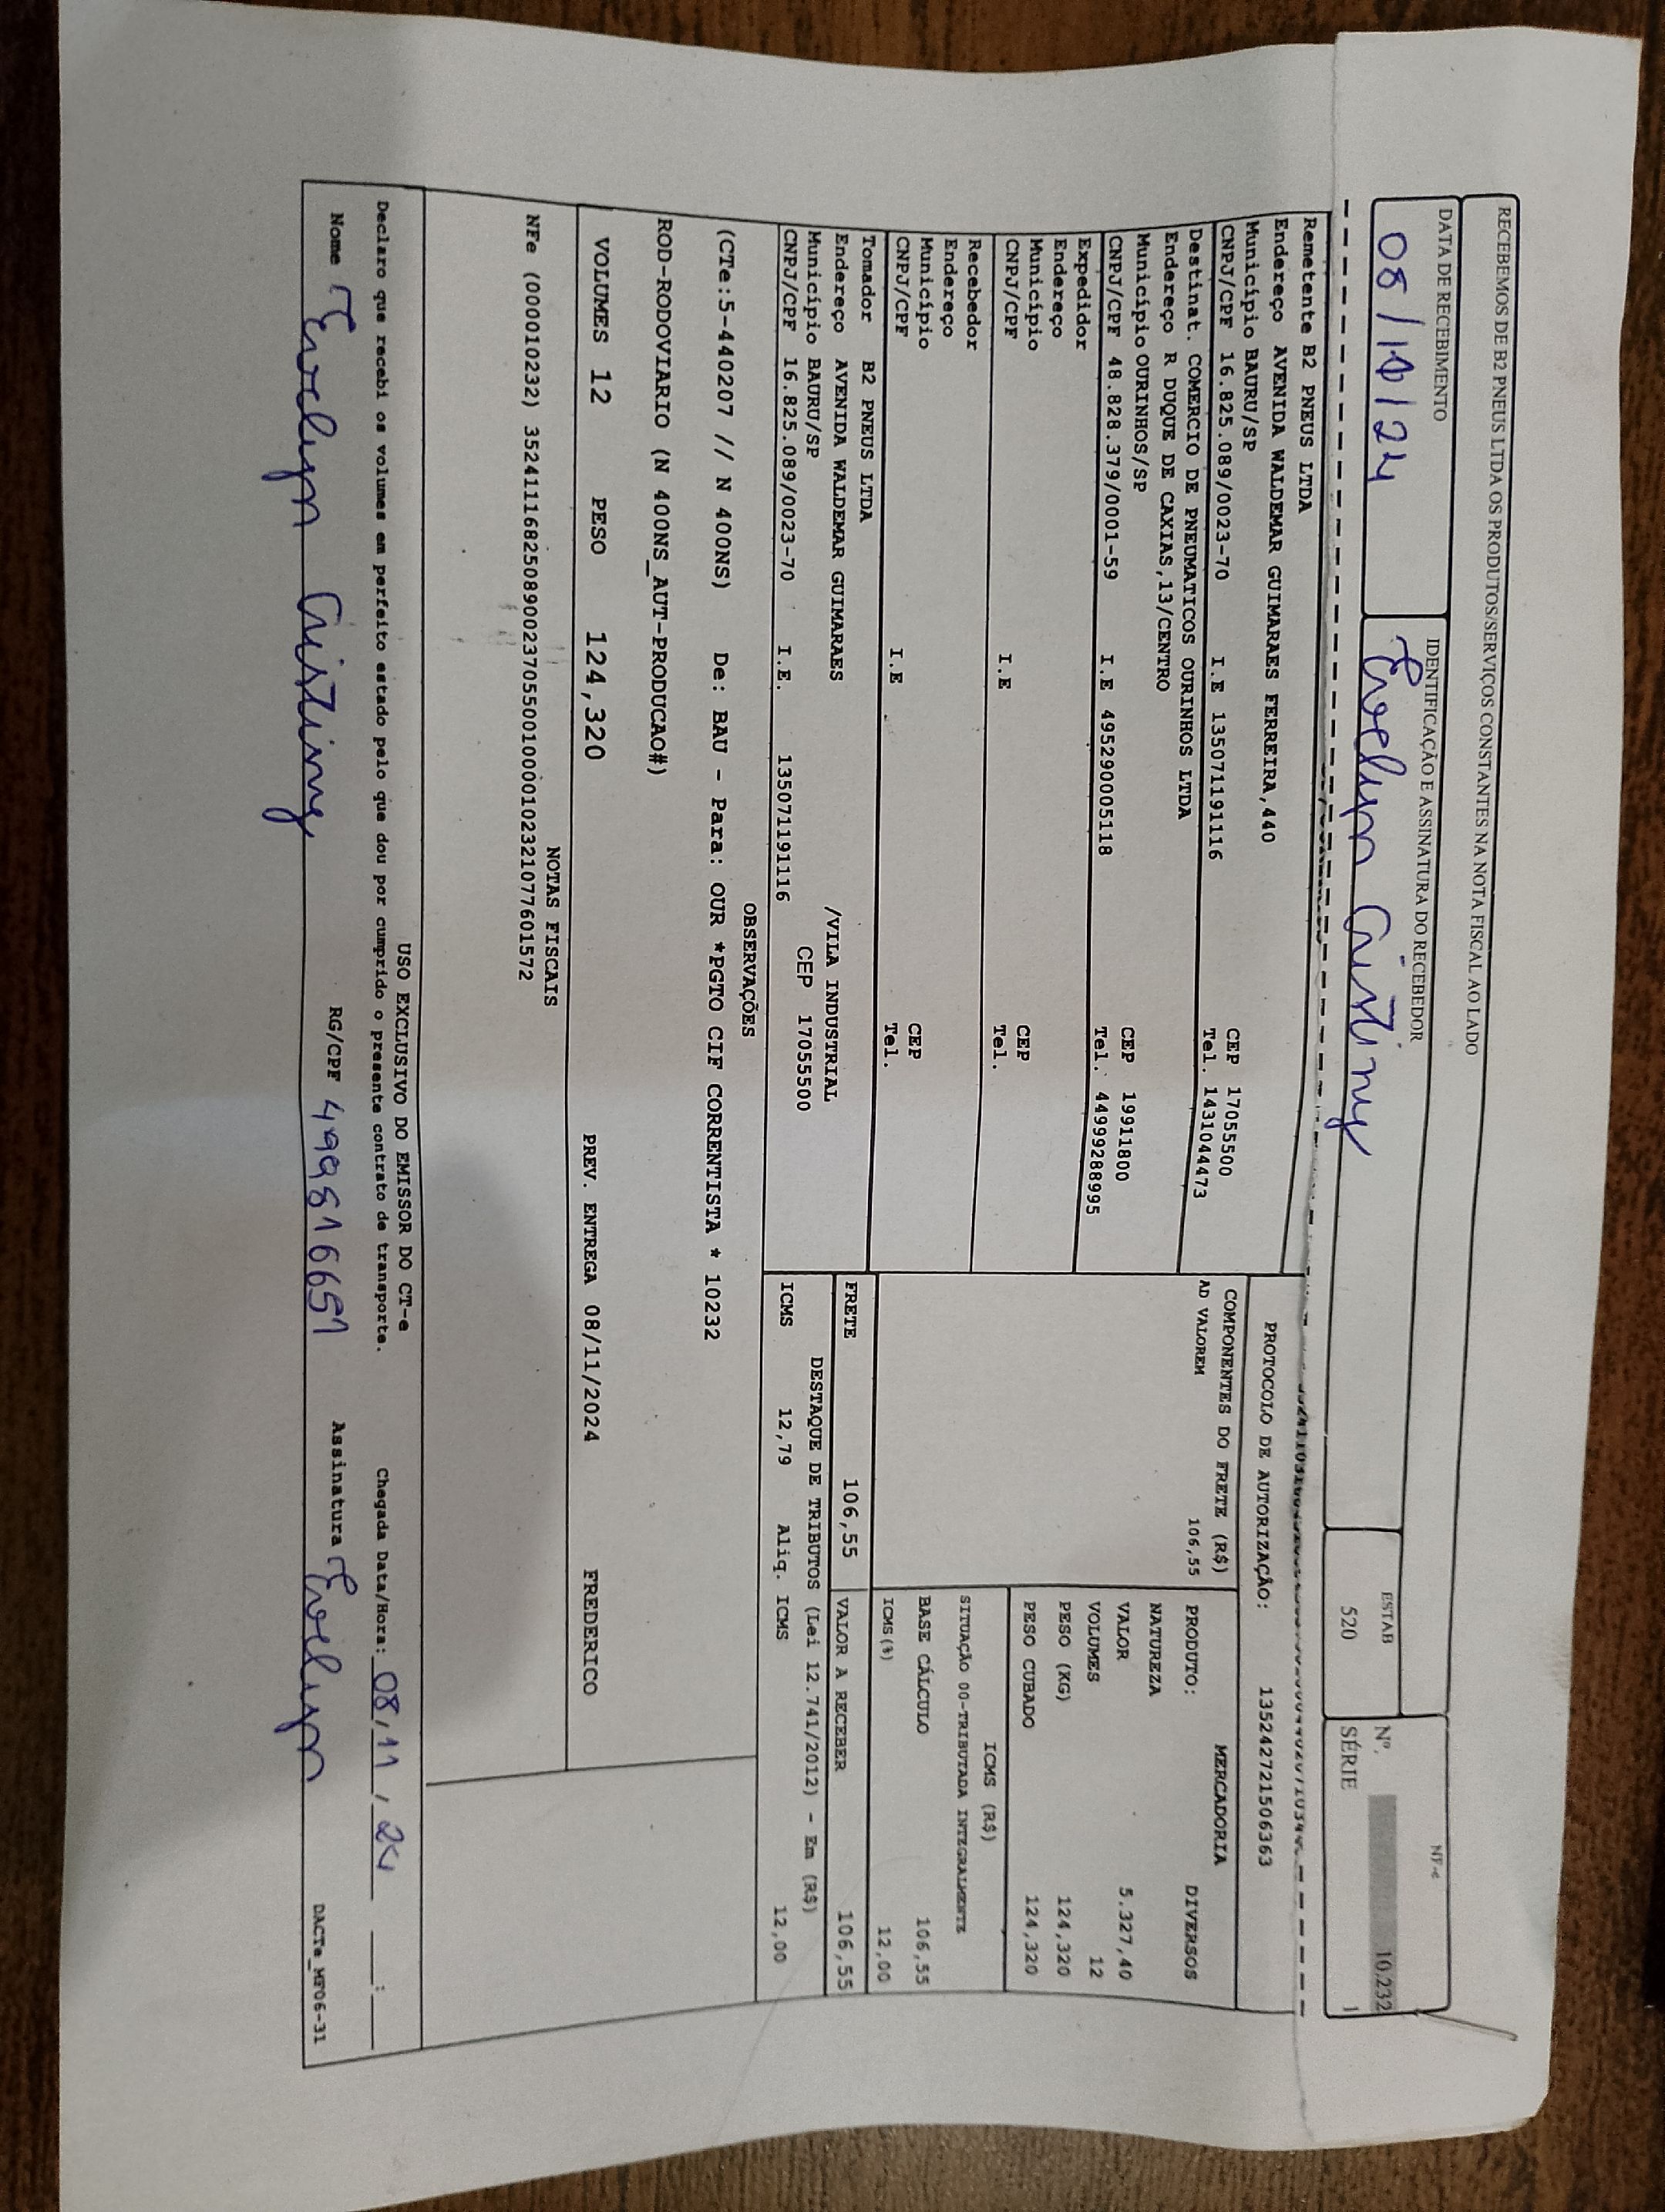 RECEBEMOS DE B2 PNEUS LTDA OS PRODUTOS/SERVIÇOS CONSTANTES NA NOTA FISCAL AO LADO
DATA DE RECEBIMENTO
08/11/24
IDENTIFICAÇÃO E ASSINATURA DO RECEBEDOR
Evelyn Cristiny
ESTAB
520
NF-e
Nº. 10.232
SÉRIE 1
PROTOCOLO DE AUTORIZAÇÃO: 135242721506363
Remetente B2 PNEUS LTDA
Endereço AVENIDA WALDEMAR GUIMARAES FERREIRA,440
Município BAURU/SP CEP 17055500
CNPJ/CPF 16.825.089/0023-70 I.E 135071191116 Tel. 1431044473
Destinat. COMERCIO DE PNEUMATICOS OURINHOS LTDA
Endereço R DUQUE DE CAXIAS,13/CENTRO
Município OURINHOS/SP CEP 19911800
CNPJ/CPF 48.828.379/0001-59 I.E 495290005118 Tel. 44999288995
Expedidor
Endereço
Município CEP
CNPJ/CPF I.E Tel.
Recebedor
Endereço
Município CEP
CNPJ/CPF I.E Tel.
Tomador B2 PNEUS LTDA
Endereço AVENIDA WALDEMAR GUIMARAES /VILA INDUSTRIAL
Município BAURU/SP CEP 17055500
CNPJ/CPF 16.825.089/0023-70 I.E. 135071191116
COMPONENTES DO FRETE (R$)
AD VALOREM 106,55
FRETE 106,55
MERCADORIA
PRODUTO: DIVERSOS
NATUREZA
VALOR 5.327,40
VOLUMES 12
PESO (KG) 124,320
PESO CUBADO 124,320
ICMS (R$)
SITUAÇÃO 00-TRIBUTADA INTEGRALMENTE
BASE CÁLCULO 106,55
ICMS(%) 12,00
VALOR A RECEBER 106,55
DESTAQUE DE TRIBUTOS (Lei 12.741/2012) - Em (R$)
ICMS 12,79 Aliq. ICMS 12,00
OBSERVAÇÕES
(CTe:5-440207 // N 400NS) De: BAU - Para: OUR *PGTO CIF CORRENTISTA * 10232
ROD-RODOVIARIO (N 400NS_AUT-PRODUCAO#)
VOLUMES 12 PESO 124,320 PREV. ENTREGA 08/11/2024 FREDERICO
NOTAS FISCAIS
NFe (000010232) 35241116825089002370550010000102321077601572
USO EXCLUSIVO DO EMISSOR DO CT-e
Declaro que recebi os volumes em perfeito estado pelo que dou por cumprido o presente contrato de transporte. Chegada Data/Hora: 08/11/24 __:__
Nome Evelyn Cristiny RG/CPF 4998166 51 Assinatura Evelyn
DACTe_MF06-31